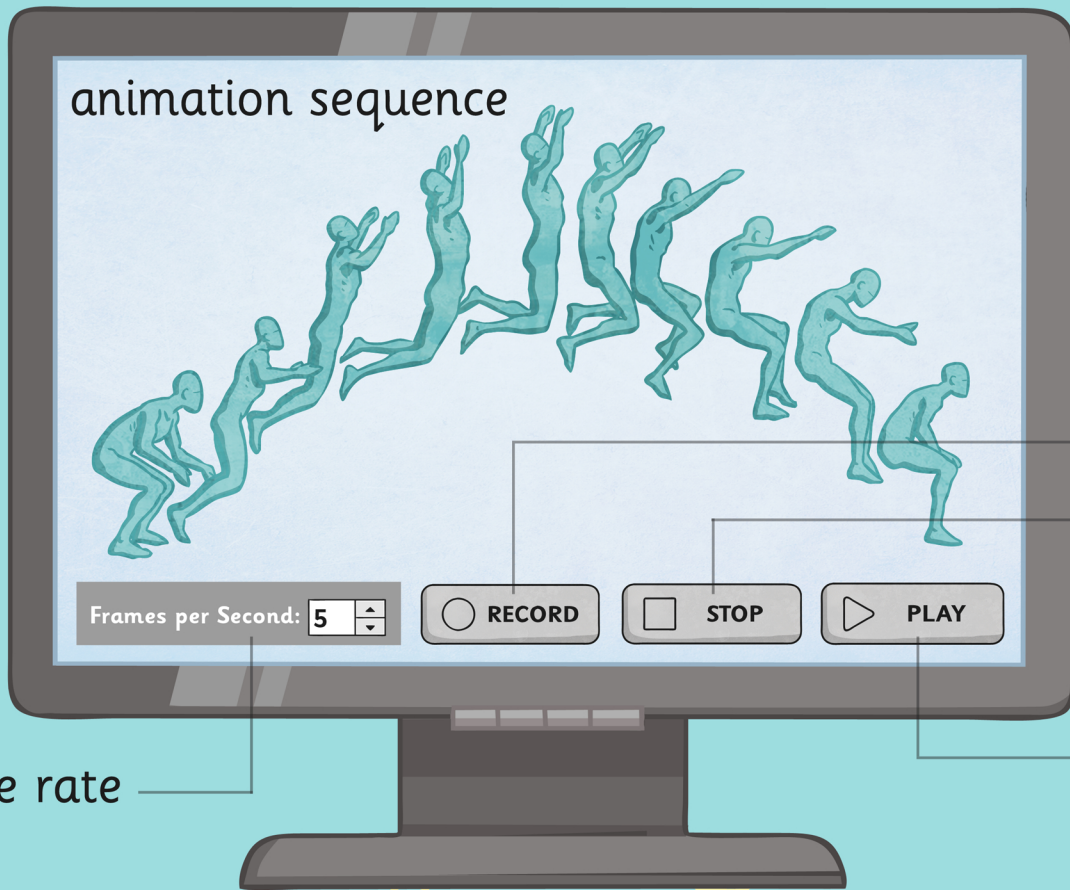 animation sequence
Frames per Second: 5
RECORD
STOP
PLAY
e rate